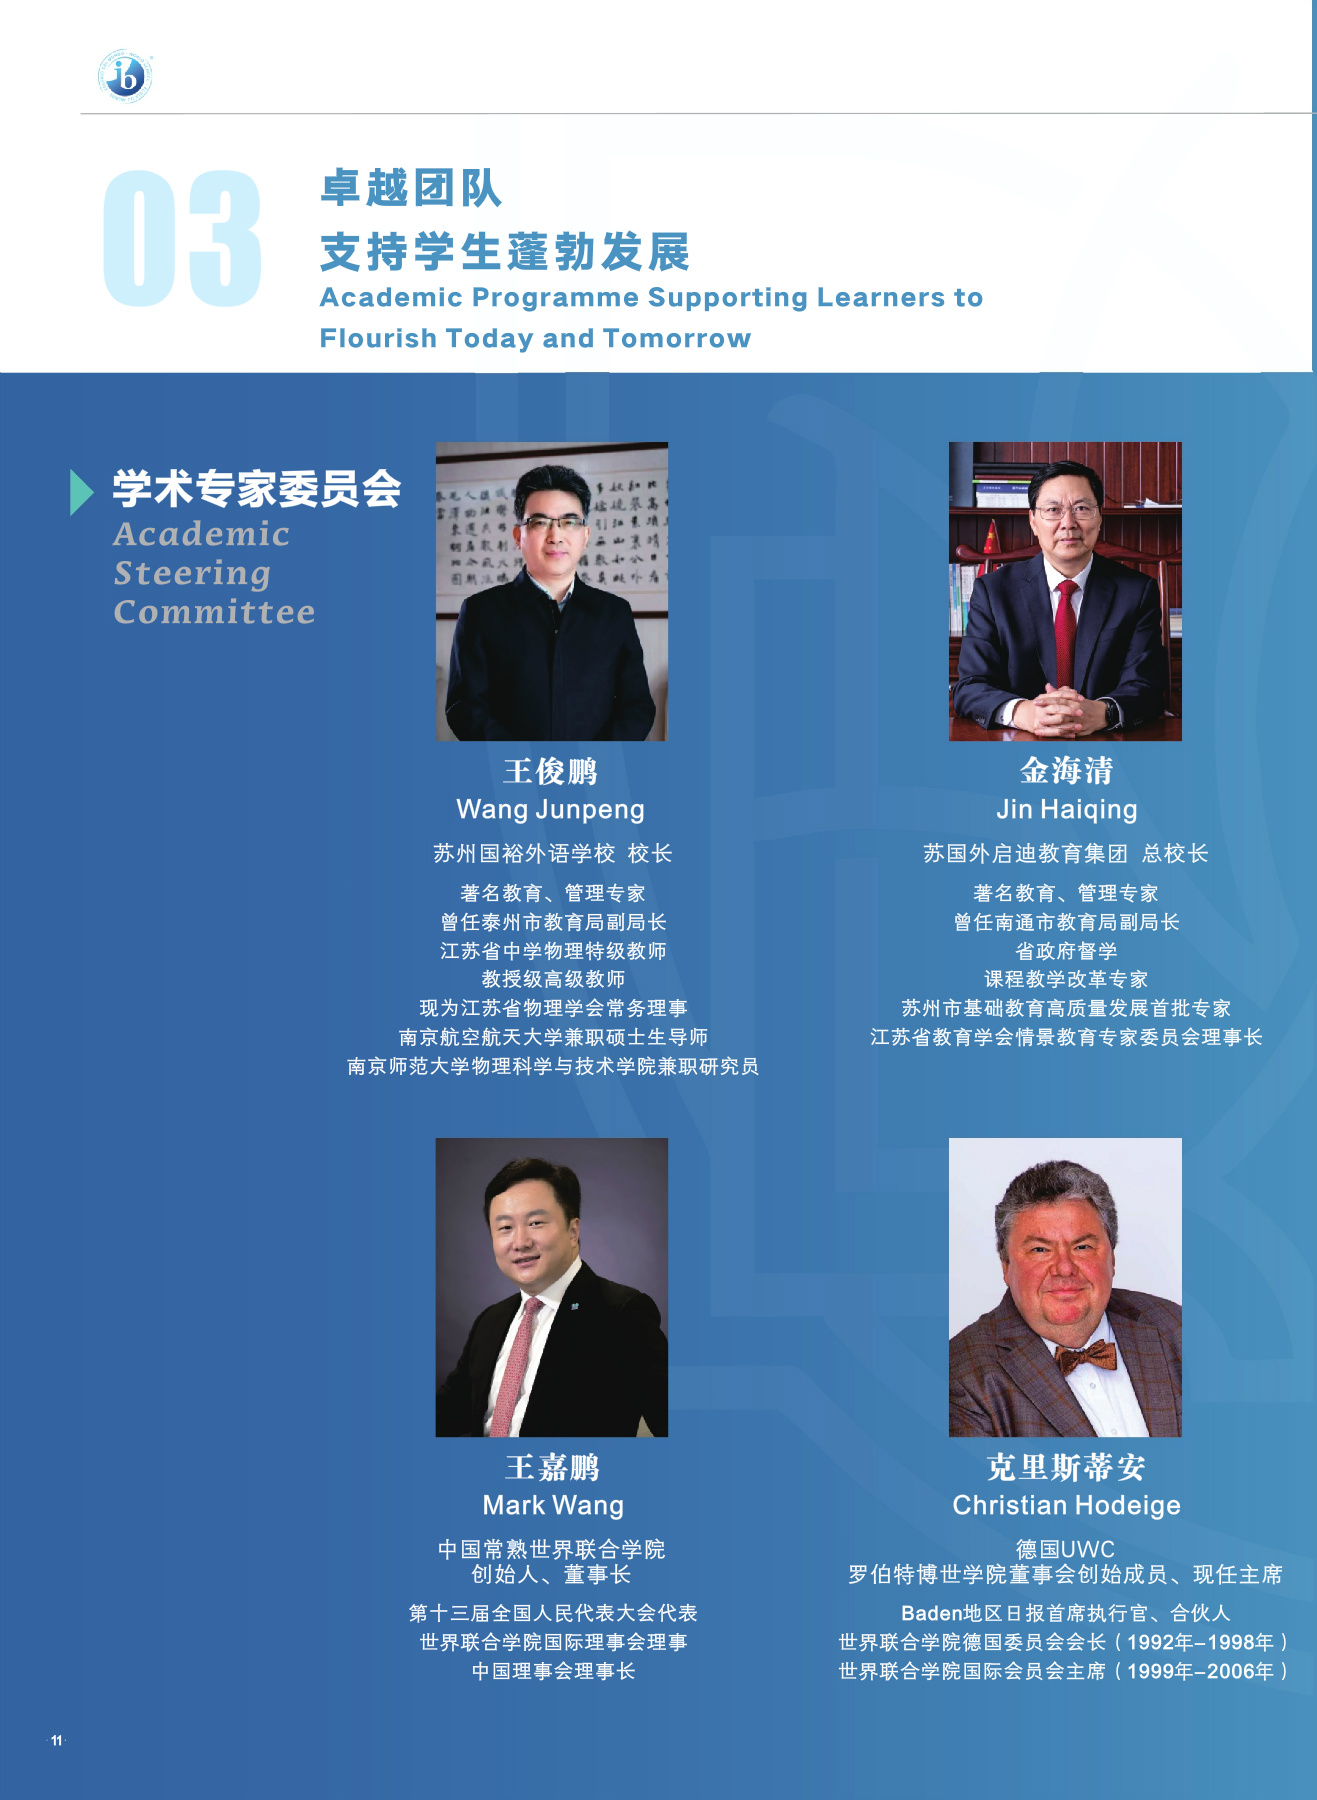 ib
03
卓越团队
支持学生蓬勃发展
Academic Programme Supporting Learners to
Flourish Today and Tomorrow
学术专家委员会
Academic
Steering
Committee
王俊鹏
Wang Junpeng
苏州国裕外语学校 校长
著名教育、管理专家
曾任泰州市教育局副局长
江苏省中学物理特级教师
教授级高级教师
现为江苏省物理学会常务理事
南京航空航天大学兼职硕士生导师
南京师范大学物理科学与技术学院兼职研究员
金海清
Jin Haiqing
苏国外启迪教育集团 总校长
著名教育、管理专家
曾任南通市教育局副局长
省政府督学
课程教学改革专家
苏州市基础教育高质量发展首批专家
江苏省教育学会情景教育专家委员会理事长
王嘉鹏
Mark Wang
中国常熟世界联合学院
创始人、董事长
第十三届全国人民代表大会代表
世界联合学院国际理事会理事
中国理事会理事长
克里斯蒂安
Christian Hodeige
德国UWC
罗伯特博世学院董事会创始成员、现任主席
Baden地区日报首席执行官、合伙人
世界联合学院德国委员会会长（1992年–1998年）
世界联合学院国际会员会主席（1999年–2006年）
11